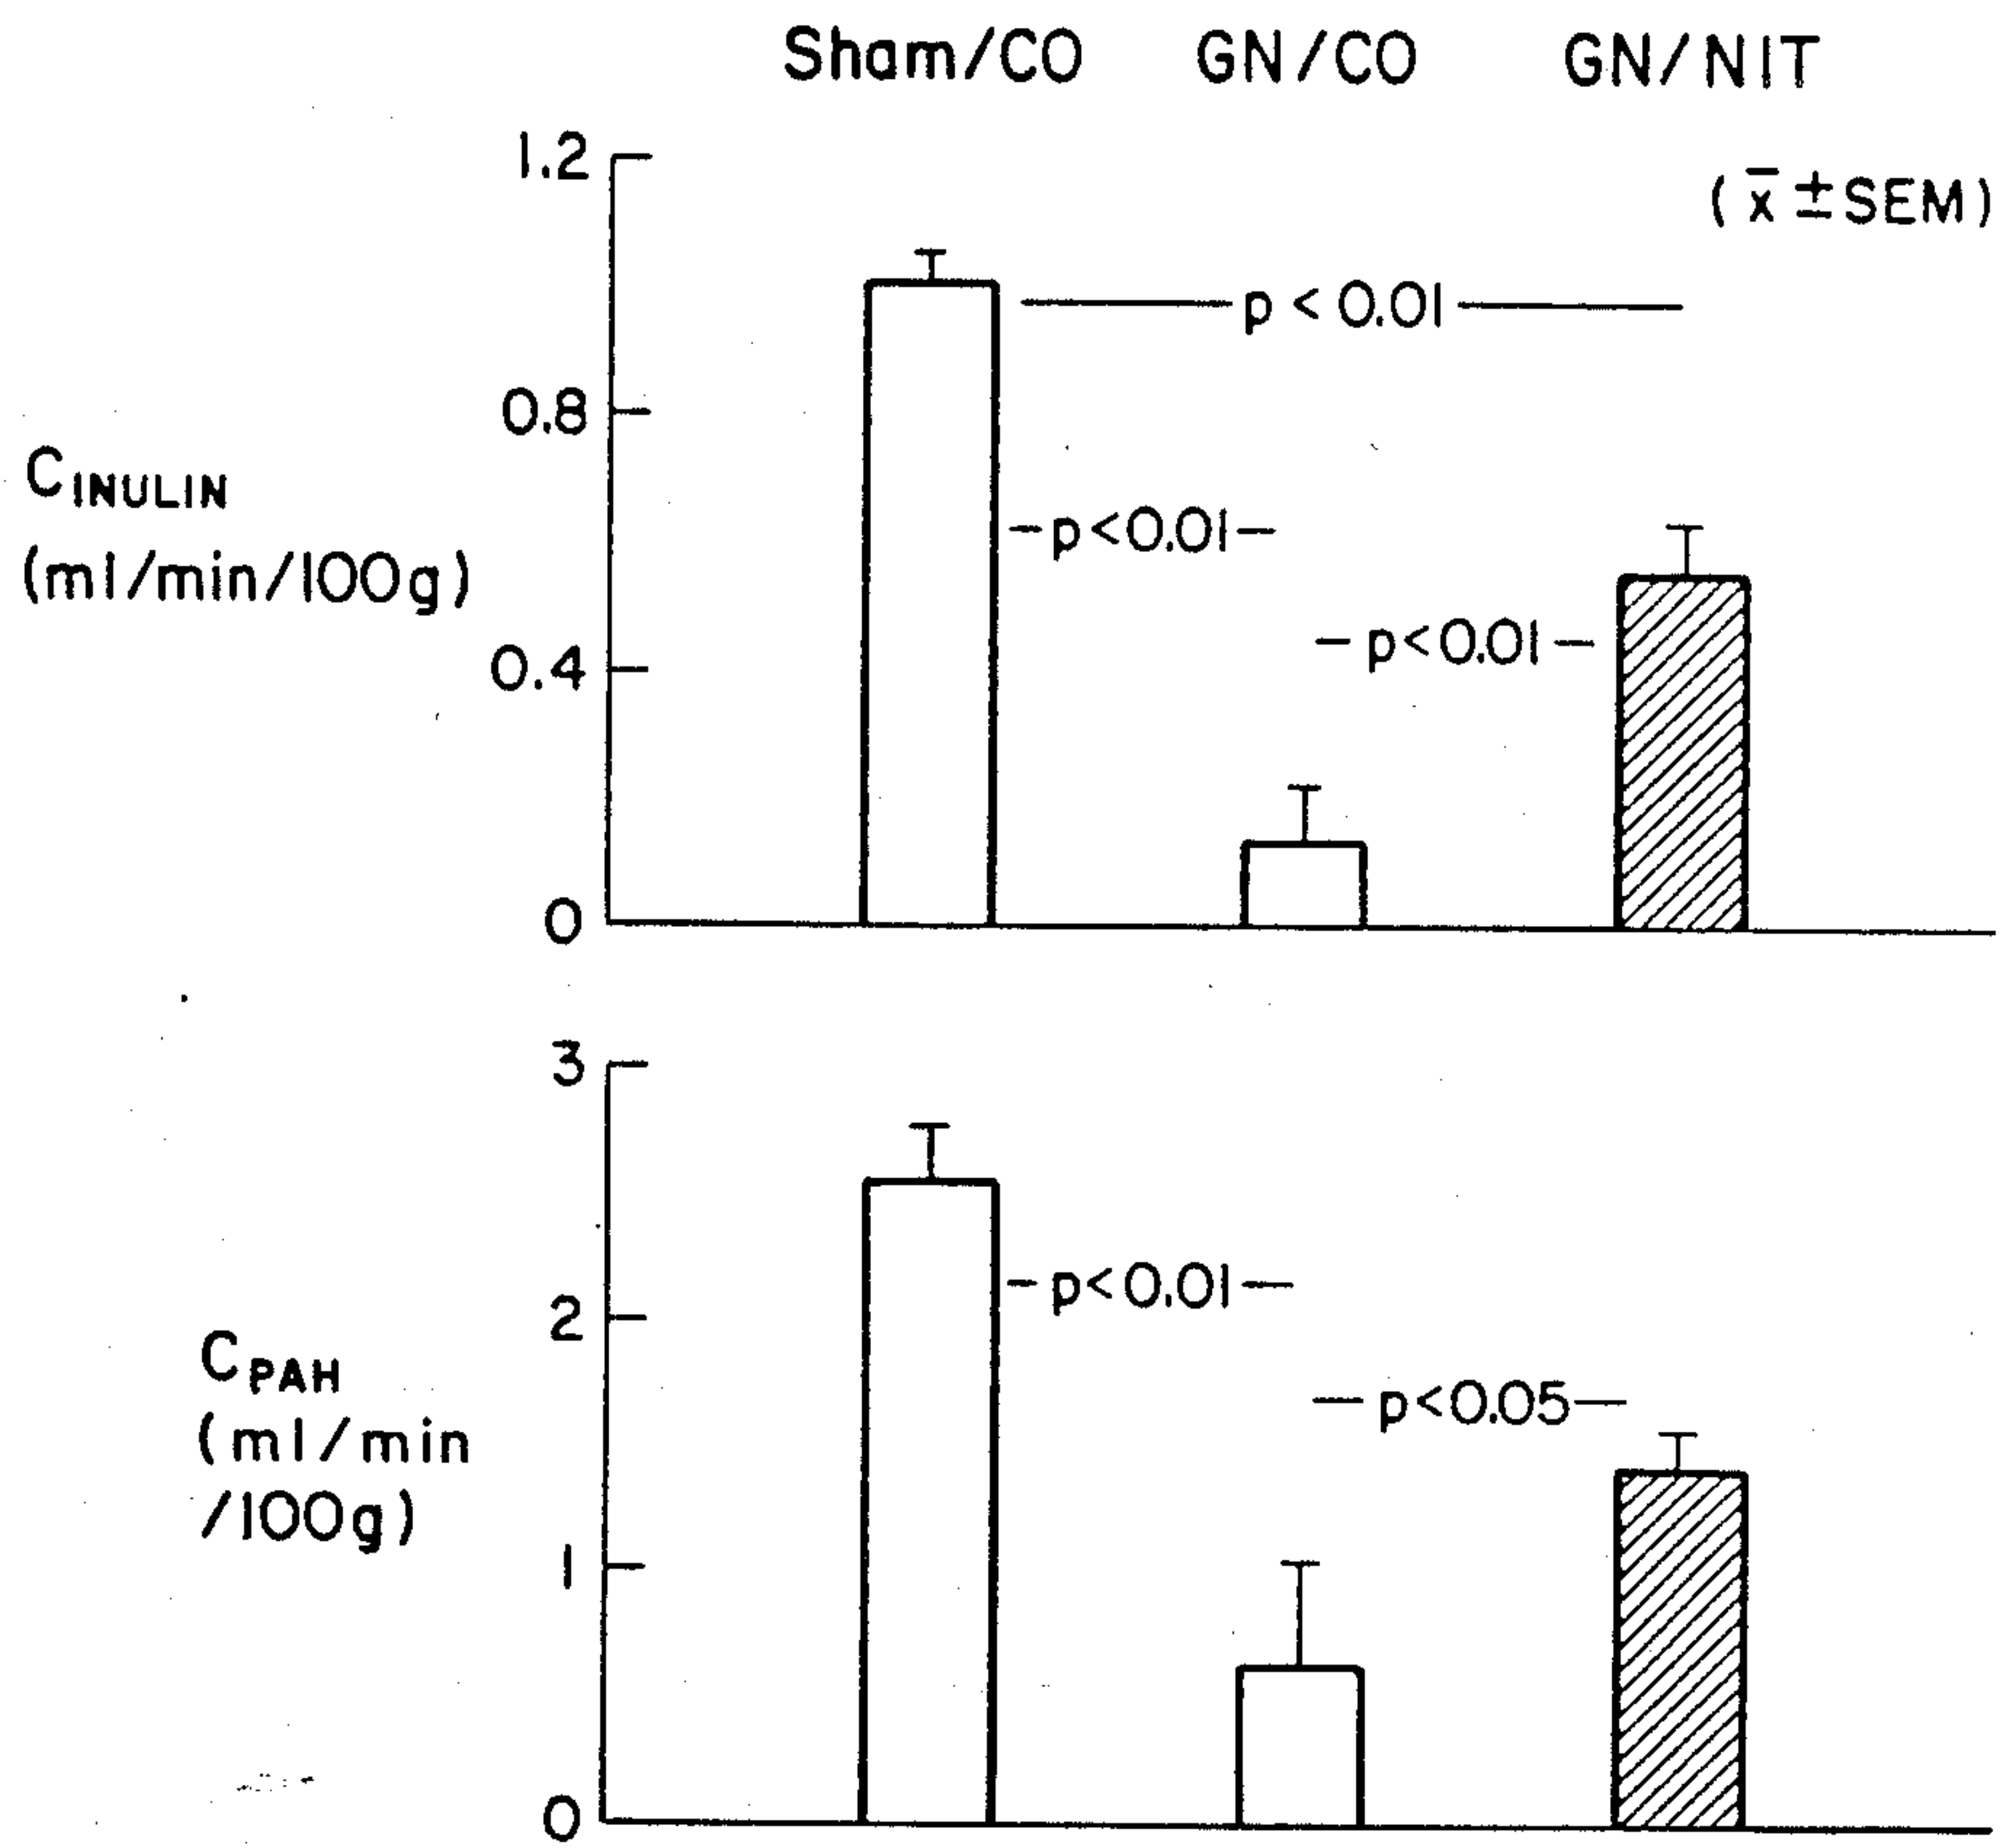 Sham/CO GN/CO GN/NIT
(x̄ ±SEM)
1.2
p < 0.01
0.8
CINULIN
(ml/min/100g)
-p<0.01-
-p<0.01-
0.4
0
3
-p<0.01-
2
CPAH
(ml/min
/100g)
-p<0.05-
1
0